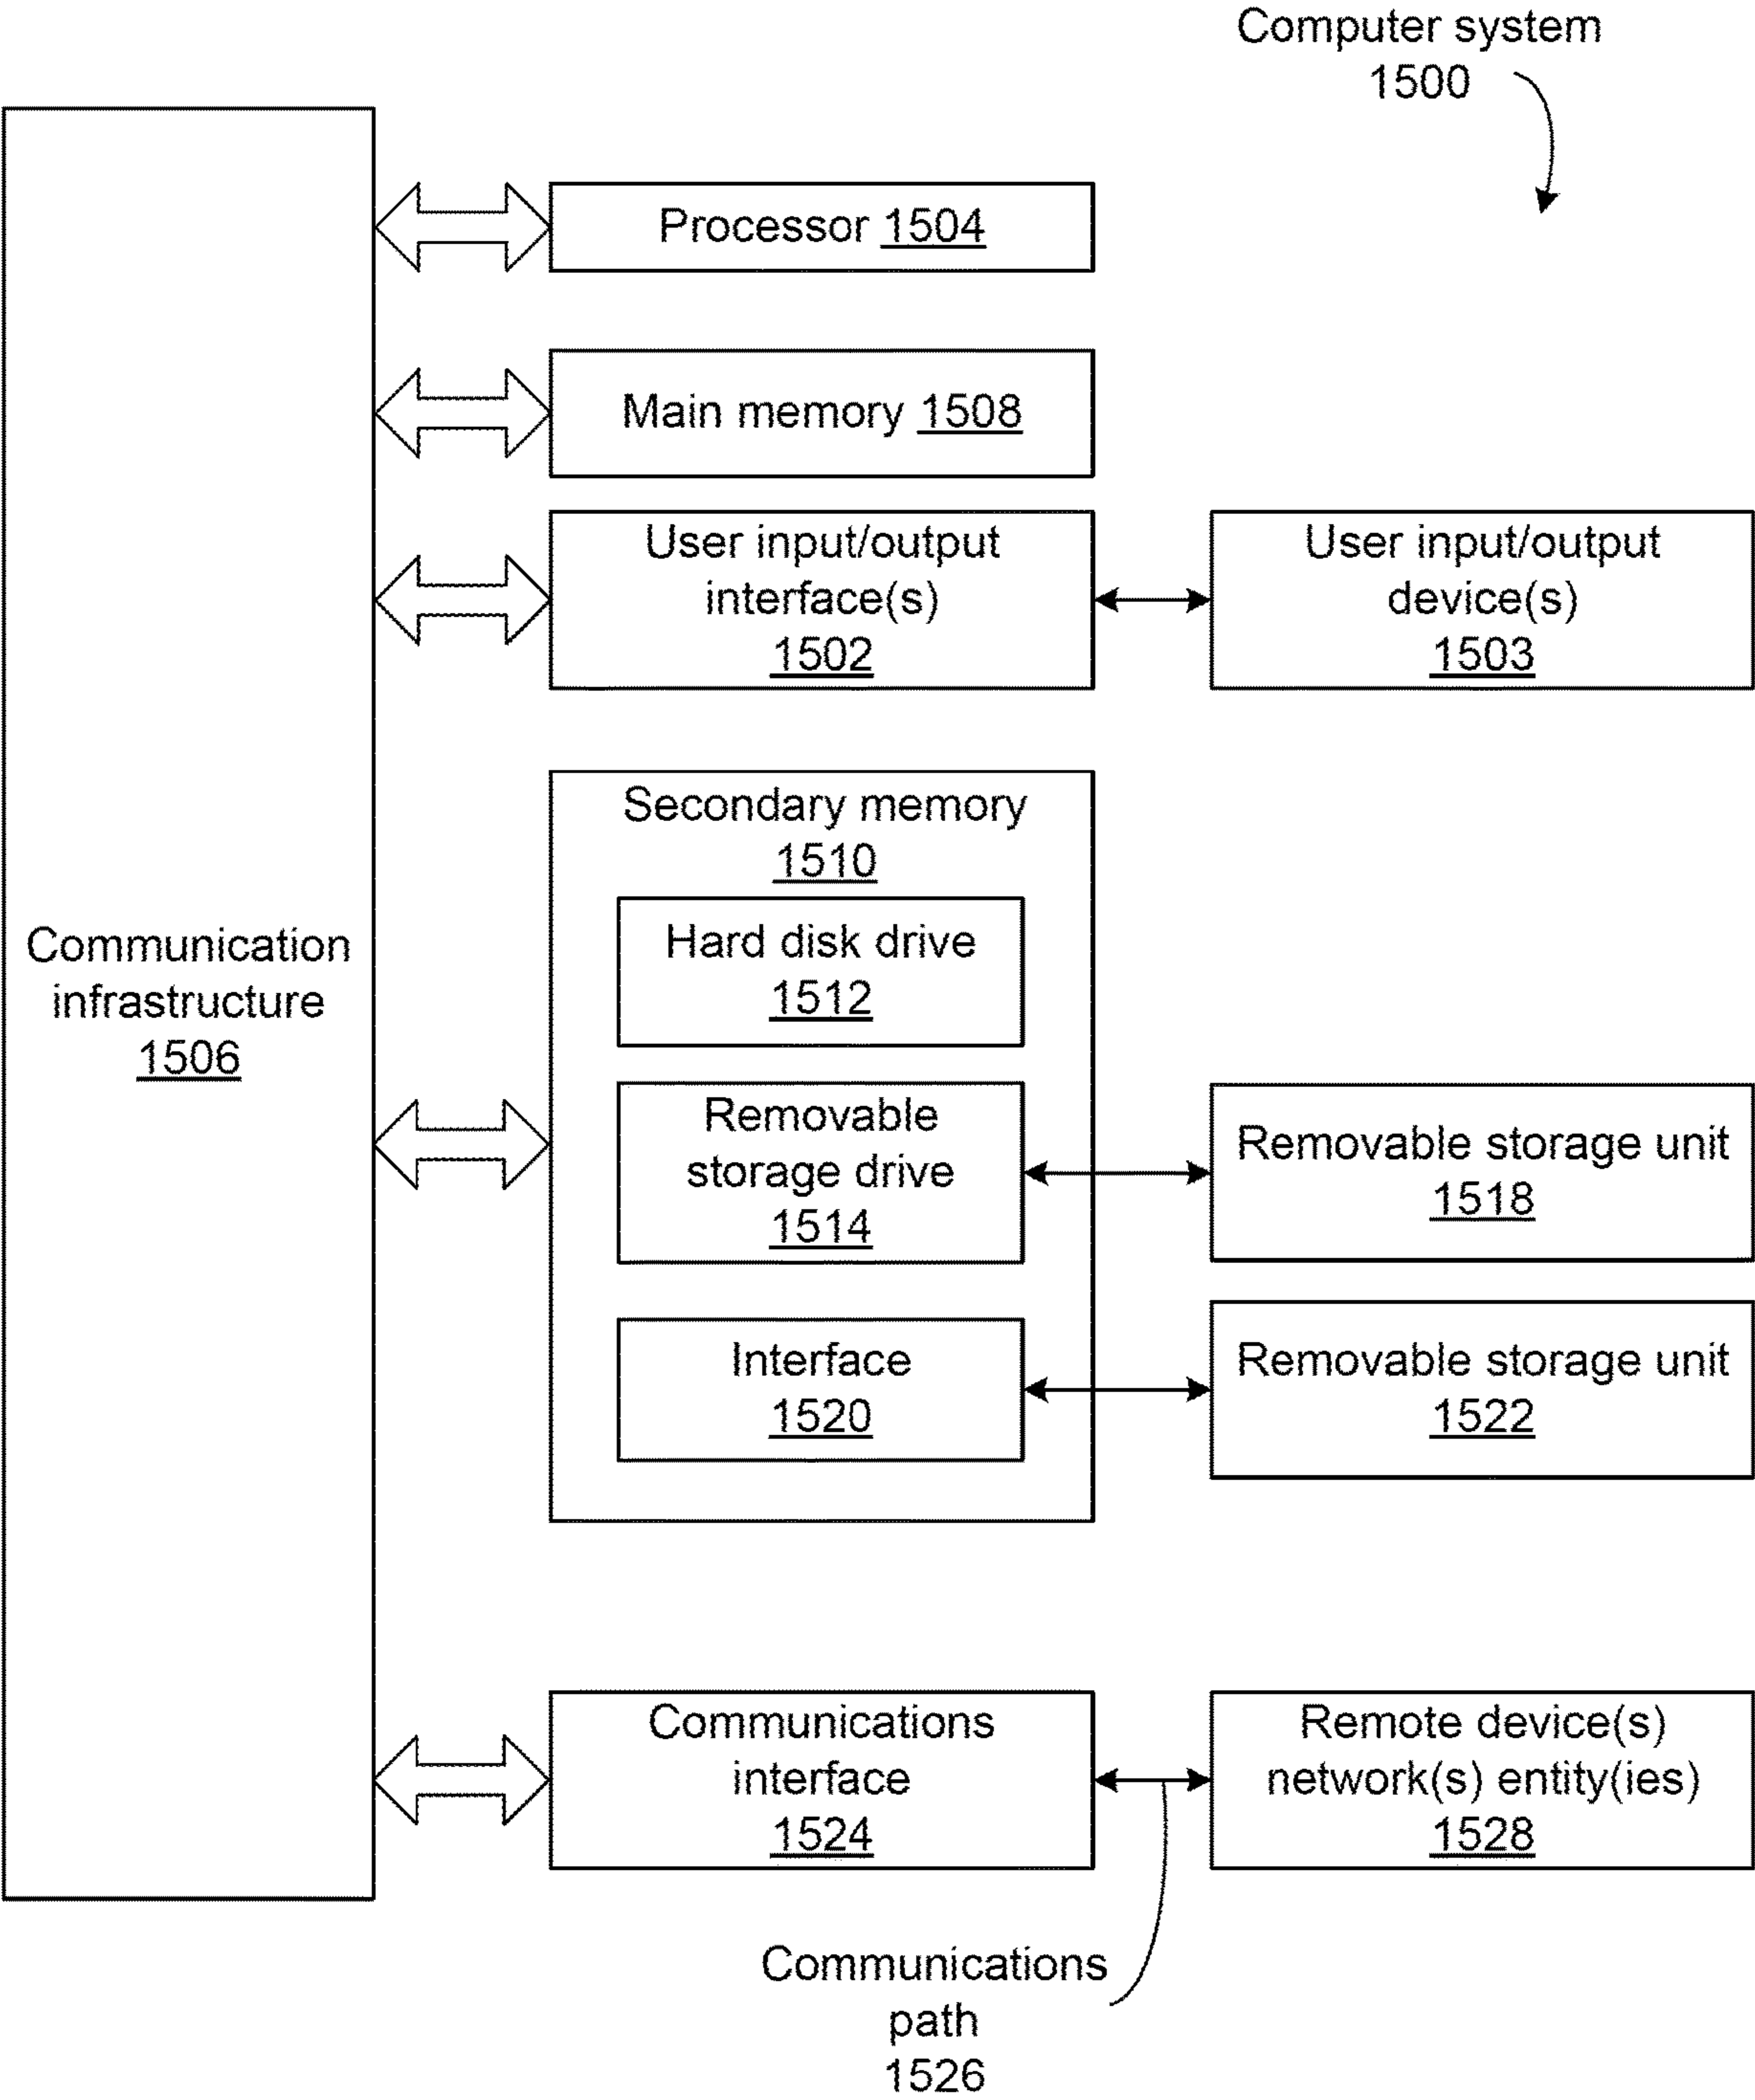 Computer system
1500
Processor 1504
Main memory 1508
User input/output
interface(s)
1502
User input/output
device(s)
1503
Secondary memory
1510
Hard disk drive
1512
Communication
infrastructure
1506
Removable
storage drive
1514
Removable storage unit
1518
Interface
1520
Removable storage unit
1522
Communications
interface
1524
Remote device(s)
network(s) entity(ies)
1528
Communications
path
1526